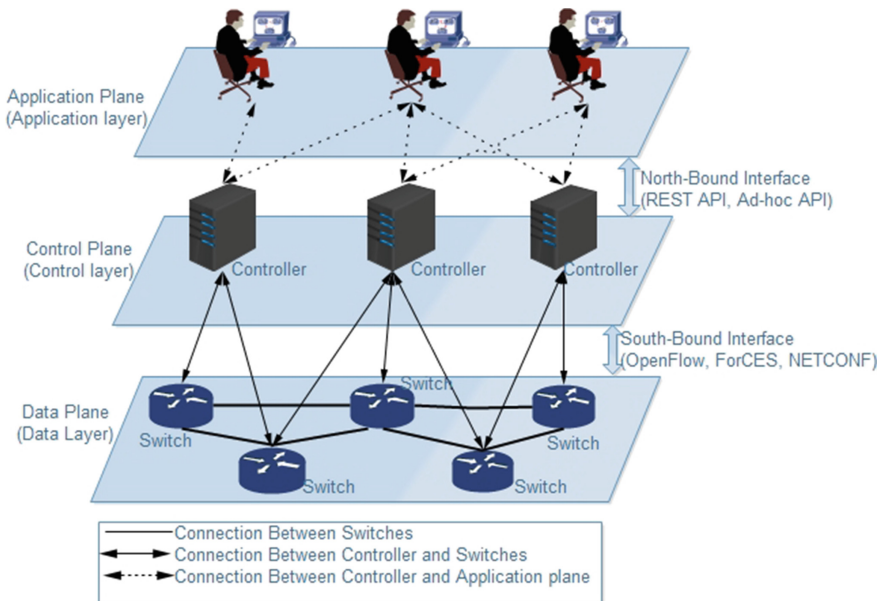 Application Plane
(Application layer)
North-Bound Interface
(REST API, Ad-hoc API)
Control Plane
(Control layer)
Controller
Controller
Controller
South-Bound Interface
(OpenFlow, ForCES, NETCONF)
Data Plane
(Data Layer)
Switch
Switch
Switch
Switch
Switch
Connection Between Switches
Connection Between Controller and Switches
Connection Between Controller and Application plane